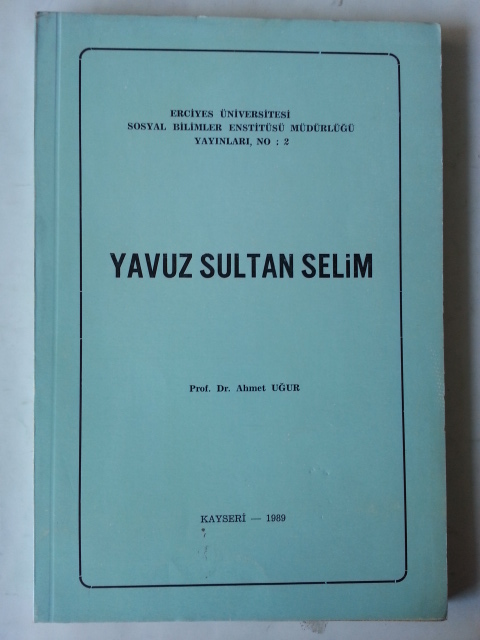 ERCİYES ÜNİVERSİTESİ
SOSYAL BİLİMLER ENSTİTÜSÜ MÜDÜRLÜĞÜ
YAYINLARI, NO : 2
YAVUZ SULTAN SELiM
Prof. Dr. Ahmet UĞUR
KAYSERİ — 1989